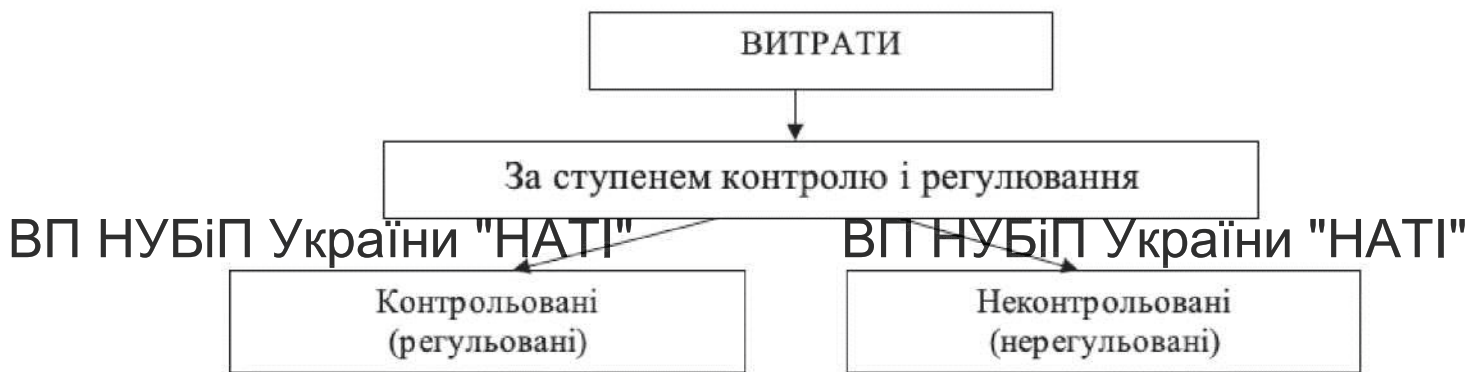 ВИТРАТИ
За ступенем контролю і регулювання
ВП НУБіП України "НАТІ" ВП НУБіП України "НАТІ"
Контрольовані
(регульовані)
Неконтрольовані
(нерегульовані)